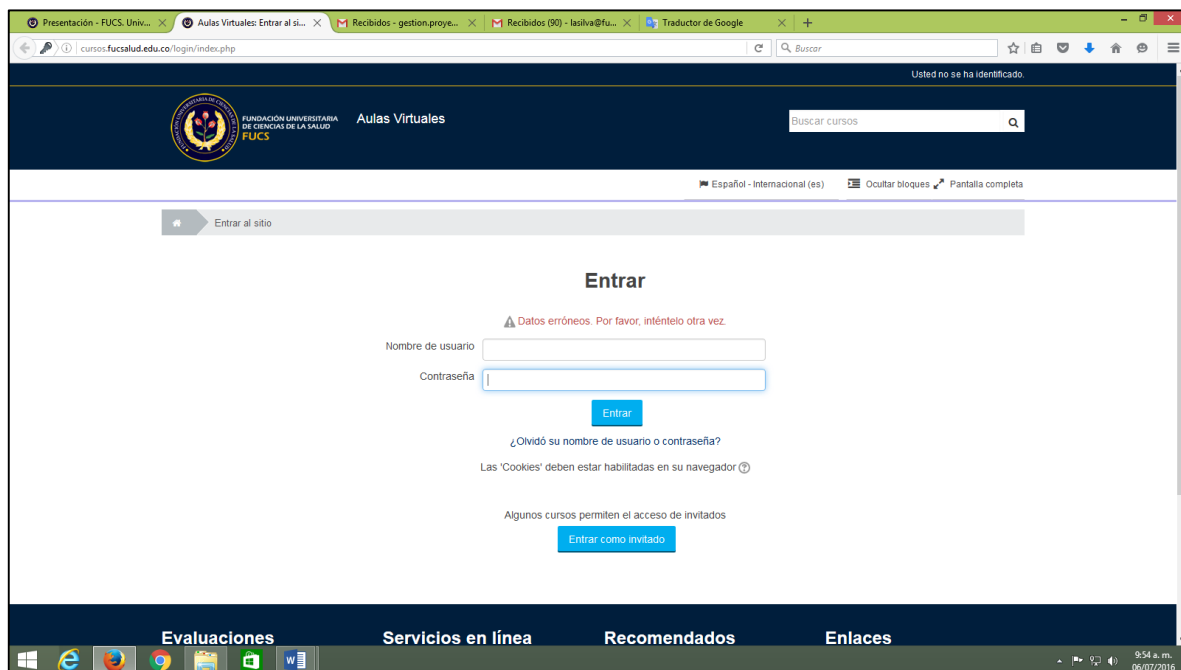 Presentación - FUCS. Univ...
Aulas Virtuales: Entrar al si...
Recibidos - gestion.proye...
Recibidos (90) - lasilva@fu...
Traductor de Google
cursos.fucsalud.edu.co/login/index.php
Buscar
Usted no se ha identificado.
FUNDACIÓN UNIVERSITARIA
DE CIENCIAS DE LA SALUD
FUCS
Aulas Virtuales
Buscar cursos
Español - Internacional (es)
Ocultar bloques
Pantalla completa
Entrar al sitio
Entrar
Datos erróneos. Por favor, inténtelo otra vez.
Nombre de usuario
Contraseña
Entrar
¿Olvidó su nombre de usuario o contraseña?
Las 'Cookies' deben estar habilitadas en su navegador
Algunos cursos permiten el acceso de invitados
Entrar como invitado
Evaluaciones
Servicios en línea
Recomendados
Enlaces
9:54 a. m.
06/07/2016